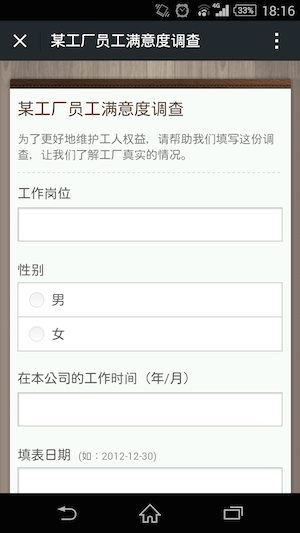 4G 33% 18:16
某工厂员工满意度调查
某工厂员工满意度调查
为了更好地维护工人权益，请帮助我们填写这份调
查，让我们了解工厂真实的情况。
工作岗位
性别
男
女
在本公司的工作时间（年/月）
填表日期 (如：2012-12-30)